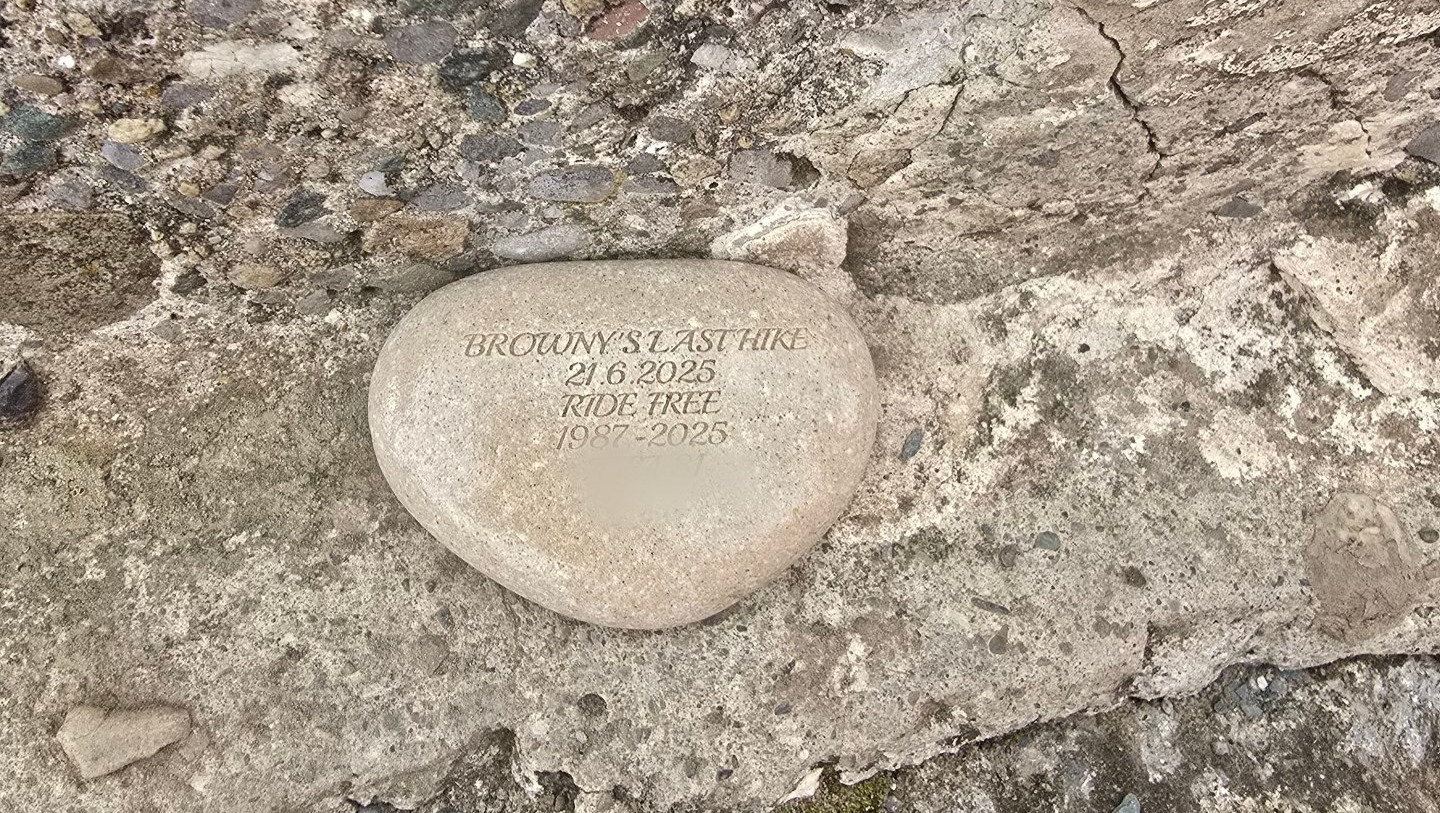 BROWNY'S LAST HIKE
21.6.2025
RIDE FREE
1987-2025